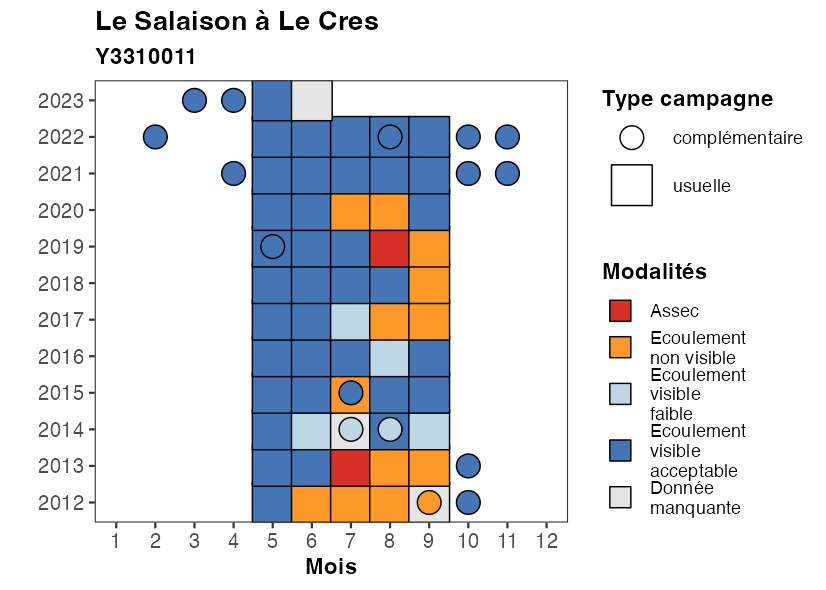 Le Salaison à Le Cres
Y3310011
2023
2022
2021
2020
2019
2018
2017
2016
2015
2014
2013
2012
1 2 3 4 5 6 7 8 9 10 11 12
Mois
Type campagne
complémentaire
usuelle
Modalités
Assec
Ecoulement
non visible
Ecoulement
visible
faible
Ecoulement
visible
acceptable
Donnée
manquante